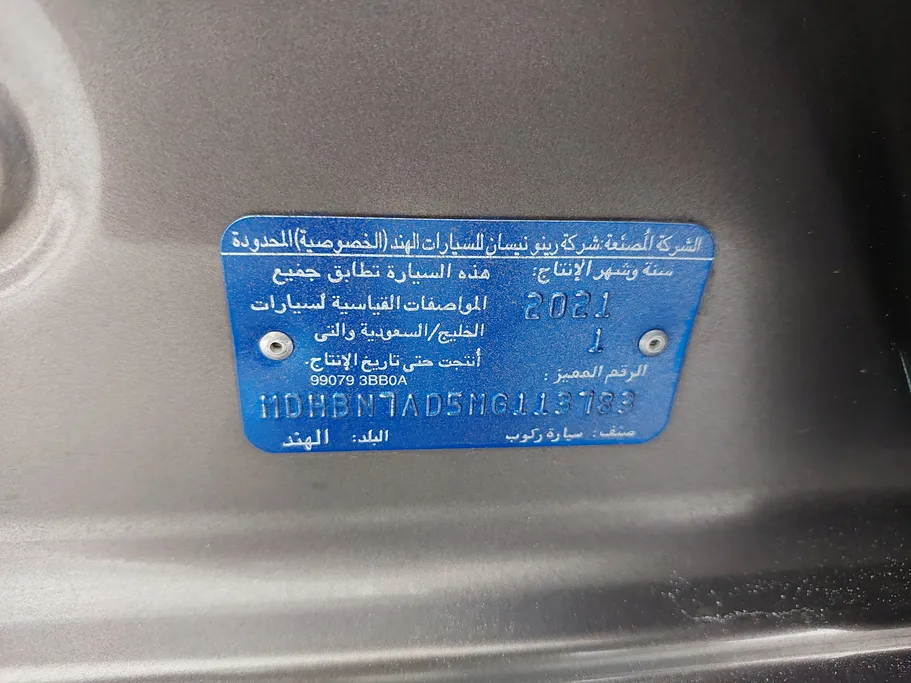 الشركة المصنعة: شركة رينو نيسان للسيارات الهند (الخصوصية) المحدودة
سنة وشهر الإنتاج:
2021
1
هذه السيارة تطابق جميع
المواصفات القياسية لسيارات
الخليج/السعودية والتى
أنتجت حتى تاريخ الإنتاج.
99079 3BB0A
الرقم المميز:
MDHBN7AD5MG113783
صنف: سيارة ركوب
البلد: الهند